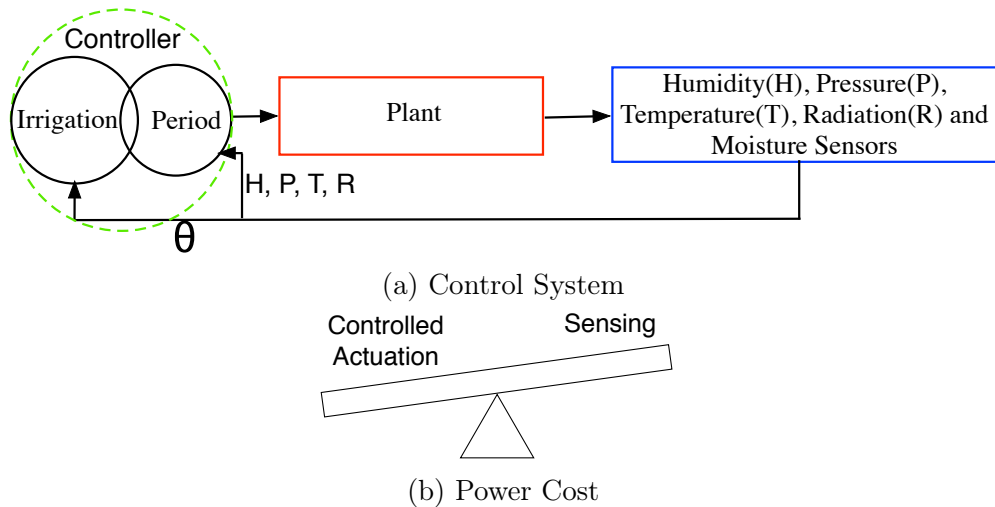 Controller
Irrigation
Period
Plant
Humidity(H), Pressure(P),
Temperature(T), Radiation(R) and
Moisture Sensors
H, P, T, R
θ
(a) Control System
Controlled
Actuation
Sensing
(b) Power Cost